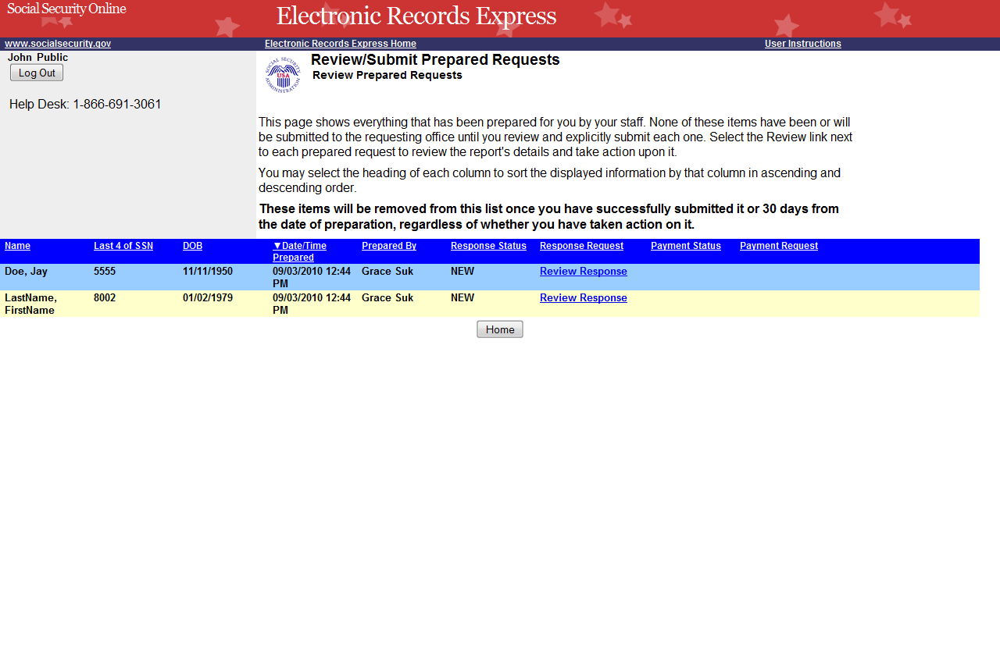 Social Security Online
Electronic Records Express
www.socialsecurity.gov
Electronic Records Express Home
User Instructions
John Public
Log Out
Help Desk: 1-866-691-3061
SOCIAL SECURITY ADMINISTRATION
USA
Review/Submit Prepared Requests
Review Prepared Requests
This page shows everything that has been prepared for you by your staff. None of these items have been or will
be submitted to the requesting office until you review and explicitly submit each one. Select the Review link next
to each prepared request to review the report's details and take action upon it.
You may select the heading of each column to sort the displayed information by that column in ascending and
descending order.
These items will be removed from this list once you have successfully submitted it or 30 days from
the date of preparation, regardless of whether you have taken action on it.
Name Last 4 of SSN DOB ▼Date/Time Prepared By Response Status Response Request Payment Status Payment Request
Prepared
Doe, Jay 5555 11/11/1950 09/03/2010 12:44 Grace Suk NEW Review Response
PM
LastName, 8002 01/02/1979 09/03/2010 12:44 Grace Suk NEW Review Response
FirstName PM
Home